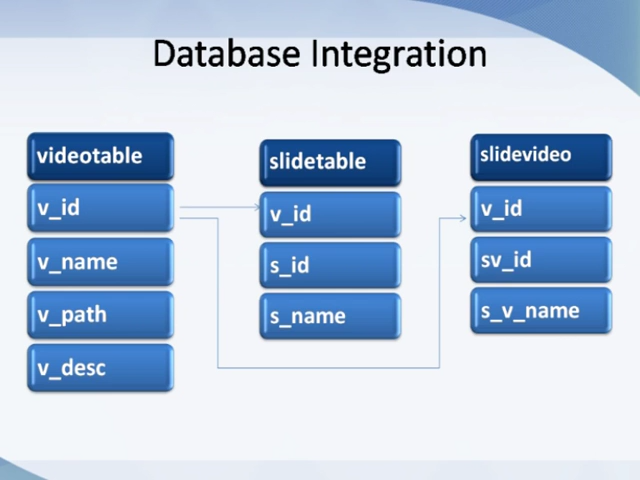 Database Integration
videotable
v_id
v_name
v_path
v_desc
slidetable
v_id
s_id
s_name
slidevideo
v_id
sv_id
s_v_name